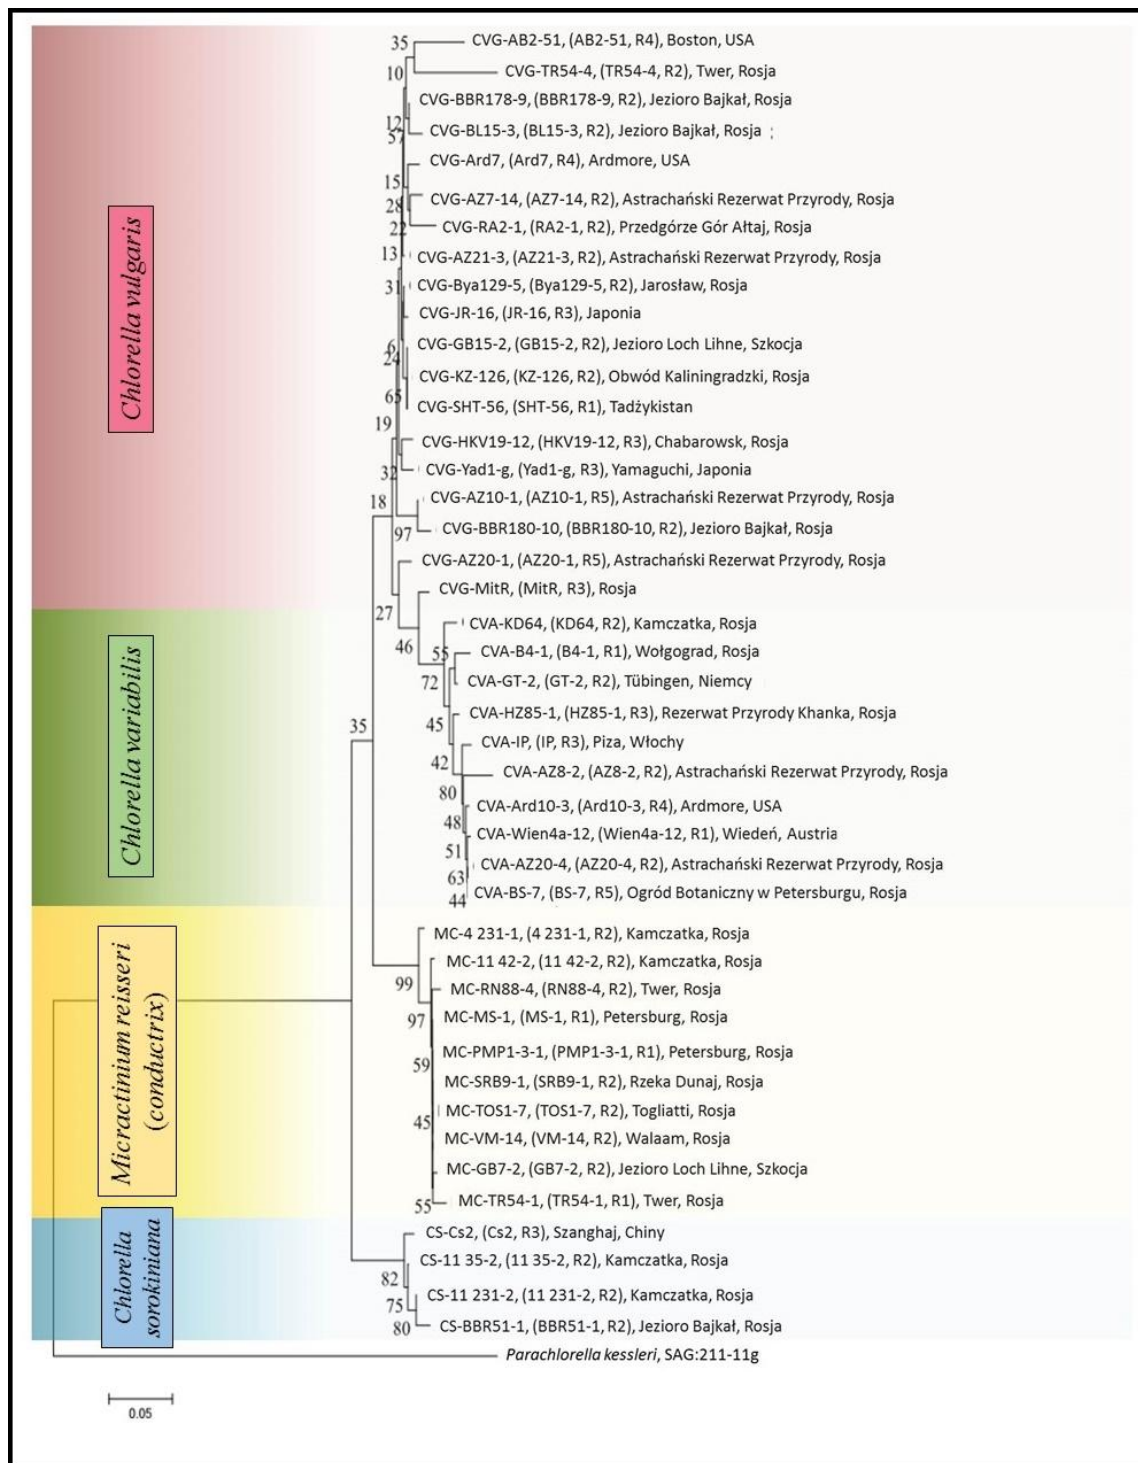 35
CVG-AB2-51, (AB2-51, R4), Boston, USA
10
CVG-TR54-4, (TR54-4, R2), Twer, Rosja
CVG-BBR178-9, (BBR178-9, R2), Jezioro Bajkał, Rosja
12
57
CVG-BL15-3, (BL15-3, R2), Jezioro Bajkał, Rosja ;
CVG-Ard7, (Ard7, R4), Ardmore, USA
15
28
CVG-AZ7-14, (AZ7-14, R2), Astrachański Rezerwat Przyrody, Rosja
22
CVG-RA2-1, (RA2-1, R2), Przedgórze Gór Ałtaj, Rosja
13
CVG-AZ21-3, (AZ21-3, R2), Astrachański Rezerwat Przyrody, Rosja
31
CVG-Bya129-5, (Bya129-5, R2), Jarosław, Rosja
CVG-JR-16, (JR-16, R3), Japonia
6
CVG-GB15-2, (GB15-2, R2), Jezioro Loch Lihne, Szkocja
24
CVG-KZ-126, (KZ-126, R2), Obwód Kaliningradzki, Rosja
65
CVG-SHT-56, (SHT-56, R1), Tadżykistan
19
CVG-HKV19-12, (HKV19-12, R3), Chabarowsk, Rosja
32
CVG-Yad1-g, (Yad1-g, R3), Yamaguchi, Japonia
18
CVG-AZ10-1, (AZ10-1, R5), Astrachański Rezerwat Przyrody, Rosja
97
CVG-BBR180-10, (BBR180-10, R2), Jezioro Bajkał, Rosja
CVG-AZ20-1, (AZ20-1, R5), Astrachański Rezerwat Przyrody, Rosja
CVG-MitR, (MitR, R3), Rosja
27
Chlorella vulgaris
CVA-KD64, (KD64, R2), Kamczatka, Rosja
46
55
CVA-B4-1, (B4-1, R1), Wołgograd, Rosja
72
CVA-GT-2, (GT-2, R2), Tübingen, Niemcy
45
CVA-HZ85-1, (HZ85-1, R3), Rezerwat Przyrody Khanka, Rosja
35
CVA-IP, (IP, R3), Piza, Włochy
42
CVA-AZ8-2, (AZ8-2, R2), Astrachański Rezerwat Przyrody, Rosja
80
CVA-Ard10-3, (Ard10-3, R4), Ardmore, USA
48
CVA-Wien4a-12, (Wien4a-12, R1), Wiedeń, Austria
51
CVA-AZ20-4, (AZ20-4, R2), Astrachański Rezerwat Przyrody, Rosja
63
CVA-BS-7, (BS-7, R5), Ogród Botaniczny w Petersburgu, Rosja
44
Chlorella variabilis
MC-4 231-1, (4 231-1, R2), Kamczatka, Rosja
MC-11 42-2, (11 42-2, R2), Kamczatka, Rosja
99
MC-RN88-4, (RN88-4, R2), Twer, Rosja
97
MC-MS-1, (MS-1, R1), Petersburg, Rosja
MC-PMP1-3-1, (PMP1-3-1, R1), Petersburg, Rosja
59
MC-SRB9-1, (SRB9-1, R2), Rzeka Dunaj, Rosja
MC-TOS1-7, (TOS1-7, R2), Togliatti, Rosja
45
MC-VM-14, (VM-14, R2), Walaam, Rosja
MC-GB7-2, (GB7-2, R2), Jezioro Loch Lihne, Szkocja
55
MC-TR54-1, (TR54-1, R1), Twer, Rosja
Micractinium reisseri
(conductrix)
CS-Cs2, (Cs2, R3), Szanghaj, Chiny
CS-11 35-2, (11 35-2, R2), Kamczatka, Rosja
82
CS-11 231-2, (11 231-2, R2), Kamczatka, Rosja
75
CS-BBR51-1, (BBR51-1, R2), Jezioro Bajkał, Rosja
80
Chlorella
sorokiniana
Parachlorella kessleri, SAG:211-11g
0.05